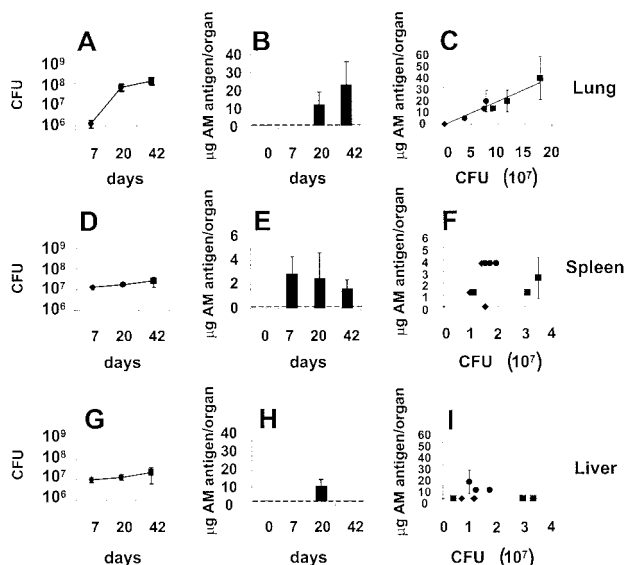 A
CFU
10⁹
10⁸
10⁷
10⁶
7 20 42
days
B
µg AM antigen/organ
40
30
20
10
0
0 7 20 42
days
C
µg AM antigen/organ
60
50
40
30
20
10
0
0 5 10 15 20
CFU (10⁷)
Lung
D
CFU
10⁹
10⁸
10⁷
10⁶
7 20 42
days
E
µg AM antigen/organ
6
4
2
0
0 7 20 42
days
F
µg AM antigen/organ
6
5
4
3
2
1
0
0 1 2 3 4
CFU (10⁷)
Spleen
G
CFU
10⁹
10⁸
10⁷
10⁶
7 20 42
days
H
µg AM antigen/organ
40
30
20
10
0
0 7 20 42
days
I
µg AM antigen/organ
60
50
40
30
20
10
0
0 1 2 3 4
CFU (10⁷)
Liver